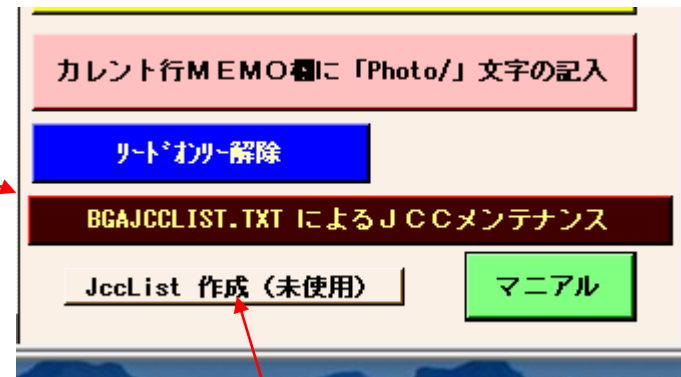 カレント行ＭＥＭＯ欄に「Photo/」文字の記入
ﾘｰﾄﾞｵﾝﾘｰ解除
BGAJCCLIST.TXT によるＪＣＣメンテナンス
JccList 作成（未使用）
マニアル